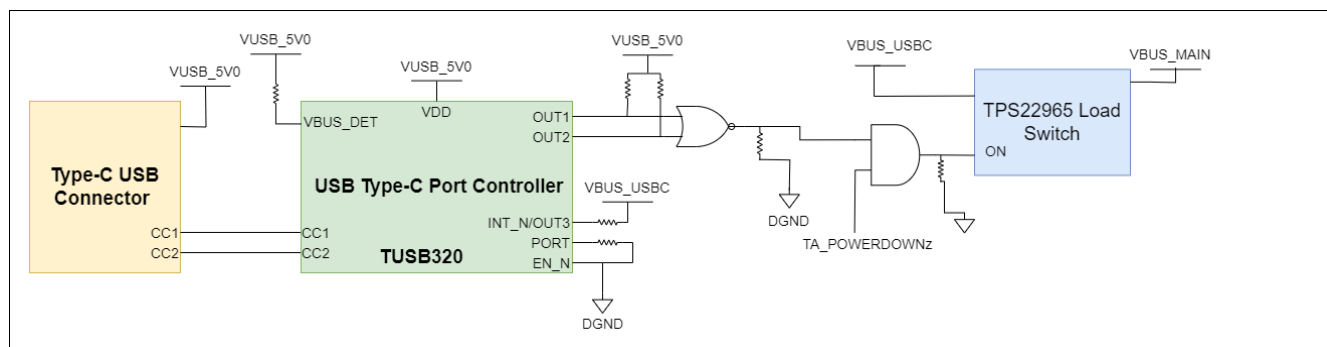 VUSB_5V0
VUSB_5V0
VUSB_5V0
VUSB_5V0
VBUS_USBC
VBUS_MAIN
VDD
VBUS_DET
OUT1
OUT2
TPS22965 Load
Switch
ON
Type-C USB
Connector
USB Type-C Port Controller
VBUS_USBC
DGND
INT_N/OUT3
CC1
CC1
PORT
TA_POWERDOWNz
CC2
CC2
TUSB320
EN_N
DGND